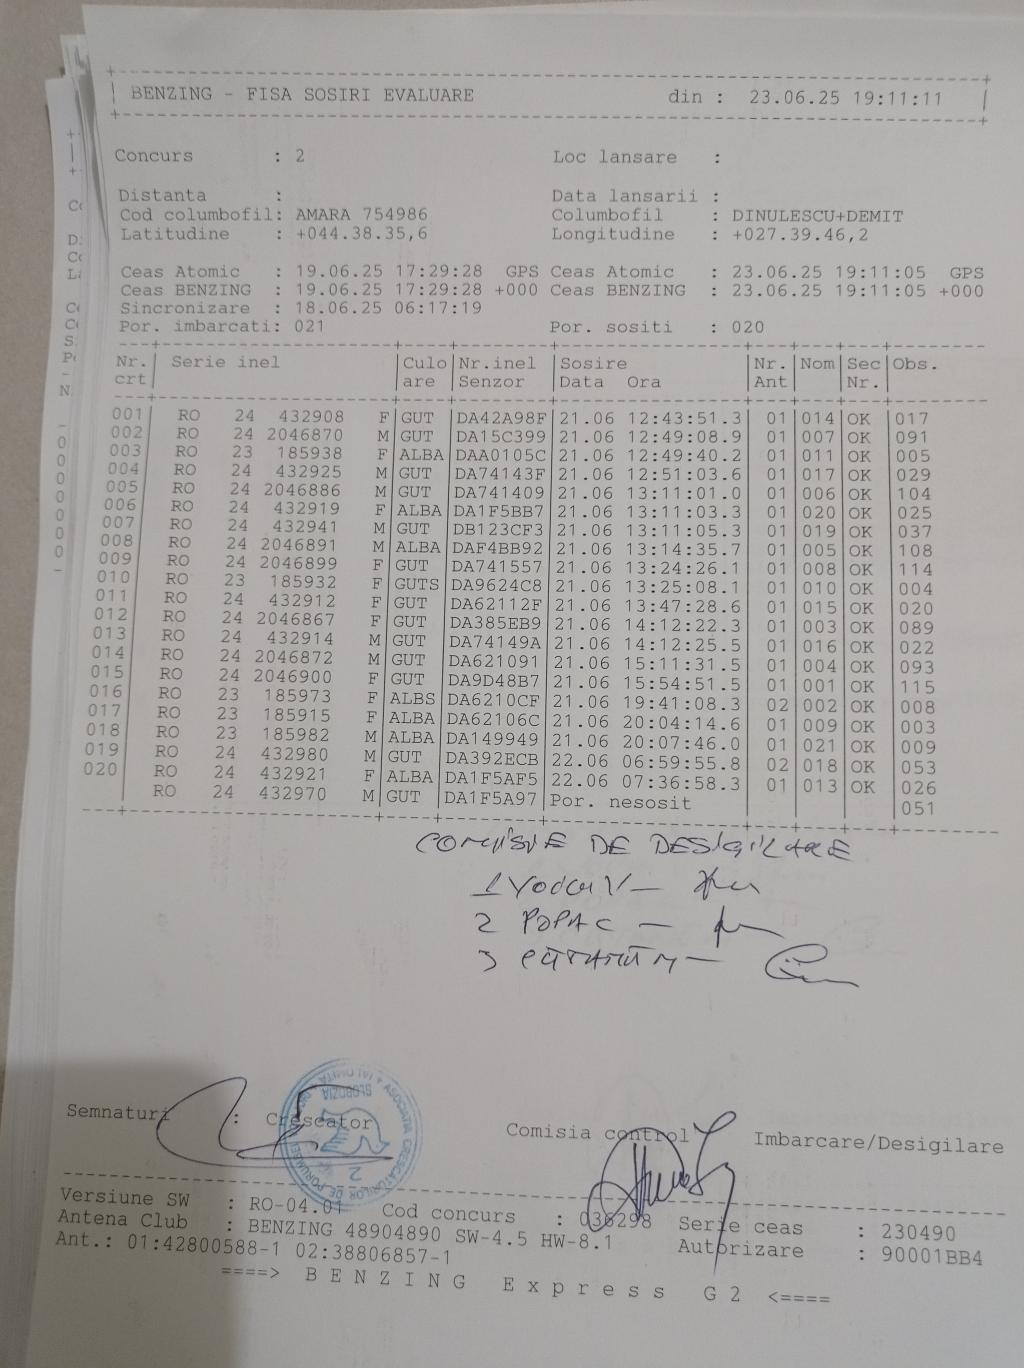 BENZING - FISA SOSIRI EVALUARE din : 23.06.25 19:11:11
Concurs : 2 Loc lansare :
Distanta : Data lansarii :
Cod columbofil: AMARA 754986 Columbofil : DINULESCU+DEMIT
Latitudine : +044.38.35,6 Longitudine : +027.39.46,2
Ceas Atomic : 19.06.25 17:29:28 GPS Ceas Atomic : 23.06.25 19:11:05 GPS
Ceas BENZING : 19.06.25 17:29:28 +000 Ceas BENZING : 23.06.25 19:11:05 +000
Sincronizare : 18.06.25 06:17:19
Por. imbarcati: 021 Por. sositi : 020
Nr. Serie inel Culo Nr.inel Sosire Nr. Nom Sec Obs.
crt are Senzor Data Ora Ant Nr.
001 RO 24 432908 F GUT DA42A98F 21.06 12:43:51.3 01 014 OK 017
002 RO 24 2046870 M GUT DA15C399 21.06 12:49:08.9 01 007 OK 091
003 RO 23 185938 F ALBA DAA0105C 21.06 12:49:40.2 01 011 OK 005
004 RO 24 432925 M GUT DA74143F 21.06 12:51:03.6 01 017 OK 029
005 RO 24 2046886 M GUT DA741409 21.06 13:11:01.0 01 006 OK 104
006 RO 24 432919 F ALBA DA1F5BB7 21.06 13:11:03.3 01 020 OK 025
007 RO 24 432941 M GUT DB123CF3 21.06 13:11:05.3 01 019 OK 037
008 RO 24 2046891 M ALBA DAF4BB92 21.06 13:14:35.7 01 005 OK 108
009 RO 24 2046899 F GUT DA741557 21.06 13:24:26.1 01 008 OK 114
010 RO 23 185932 F GUTS DA9624C8 21.06 13:25:08.1 01 010 OK 004
011 RO 24 432912 F GUT DA62112F 21.06 13:47:28.6 01 015 OK 020
012 RO 24 2046867 F GUT DA385EB9 21.06 14:12:22.3 01 003 OK 089
013 RO 24 432914 M GUT DA74149A 21.06 14:12:25.5 01 016 OK 022
014 RO 24 2046872 M GUT DA621091 21.06 15:11:31.5 01 004 OK 093
015 RO 24 2046900 F GUT DA9D48B7 21.06 15:54:51.5 01 001 OK 115
016 RO 23 185973 F ALBS DA6210CF 21.06 19:41:08.3 02 002 OK 008
017 RO 23 185915 F ALBA DA62106C 21.06 20:04:14.6 01 009 OK 003
018 RO 23 185982 M ALBA DA149949 21.06 20:07:46.0 01 021 OK 009
019 RO 24 432980 M GUT DA392ECB 22.06 06:59:55.8 02 018 OK 053
020 RO 24 432921 F ALBA DA1F5AF5 22.06 07:36:58.3 01 013 OK 026
RO 24 432970 M GUT DA1F5A97 Por. nesosit 051
COMISIE DE DESIGILARE
1
2 POPA C —
3
Semnaturi : Crescator Comisia control Imbarcare/Desigilare
ASOCIATIA CRESCATORILOR DE PORUMBEI
SLOBOZIA
2
Versiune SW : RO-04.01 Cod concurs : 036298 Serie ceas : 230490
Antena Club : BENZING 48904890 SW-4.5 HW-8.1 Autorizare : 90001BB4
Ant.: 01:42800588-1 02:38806857-1
====> B E N Z I N G E x p r e s s G 2 <====